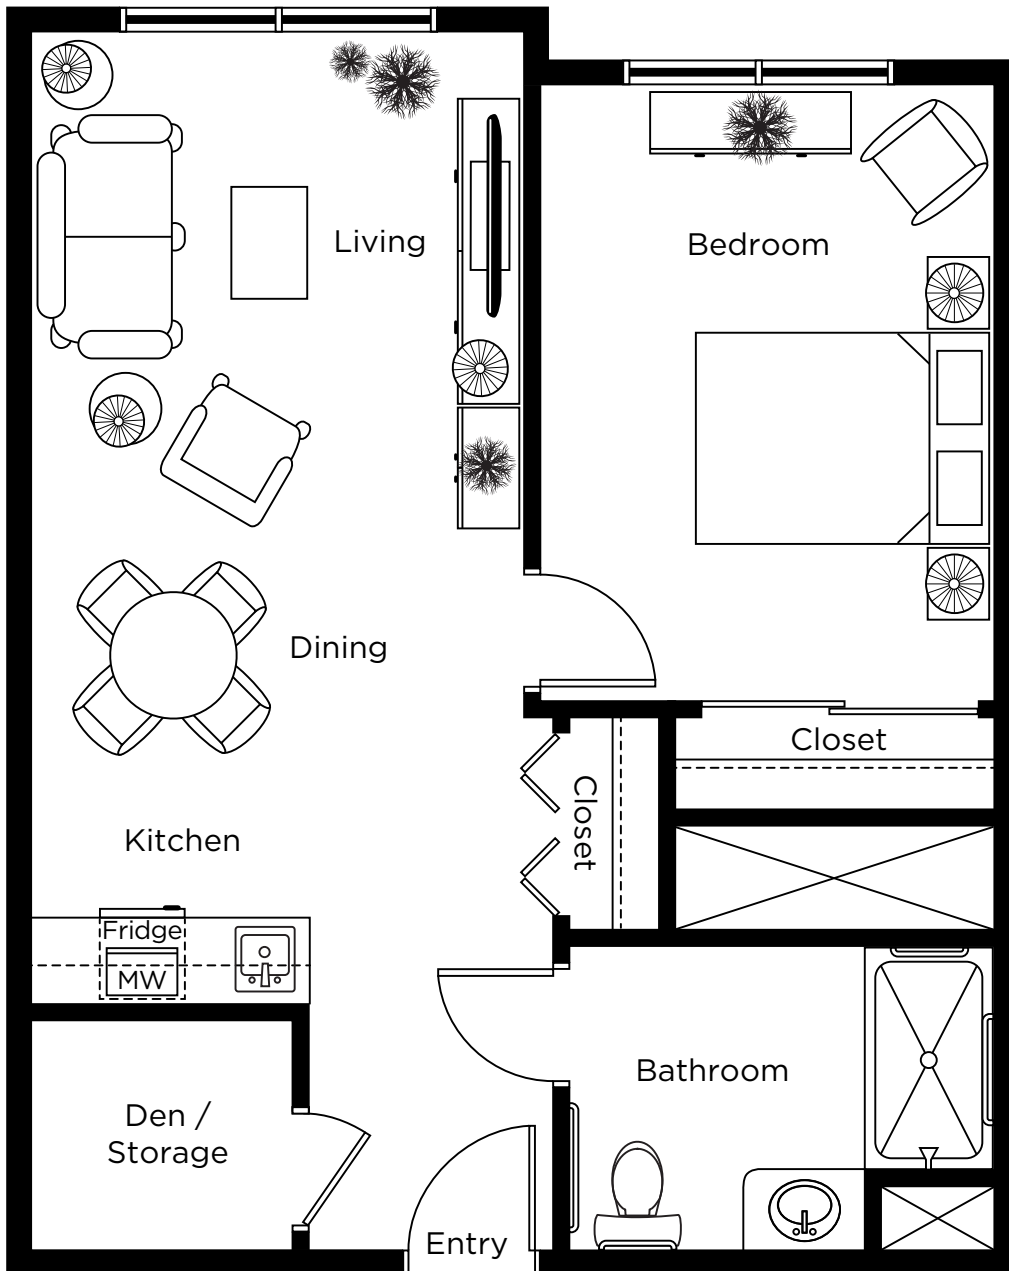 Living
Bedroom
Dining
Closet
Closet
Kitchen
Fridge
MW
Bathroom
Den /
Storage
Entry